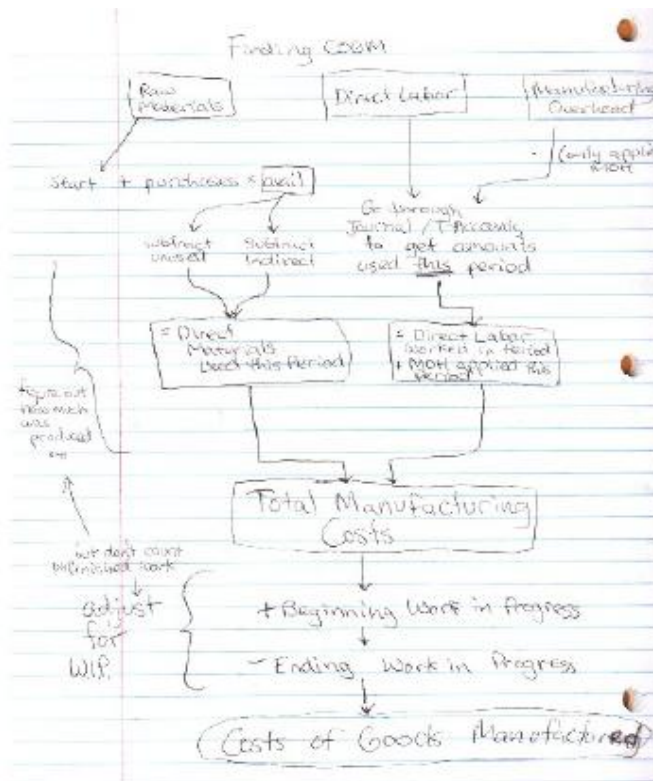 Finding COGM
Raw
Materials
Direct Labor
Manufacturing
Overhead
(only applied
MOH
Start + purchases = avail
subtract
unused
Subtract
Indirect
Go through
Journal / T Accounts
to get amounts
used this period
= Direct
Materials
Used this Period
= Direct Labor
Worked in Period
+ MOH applied this
period
figure out
how much
was
produced
Total Manufacturing
Costs
but don't count
unfinished work
adjust
for
WIP.
+ Beginning Work in Progress
- Ending Work in Progress
Costs of Goods Manufactured